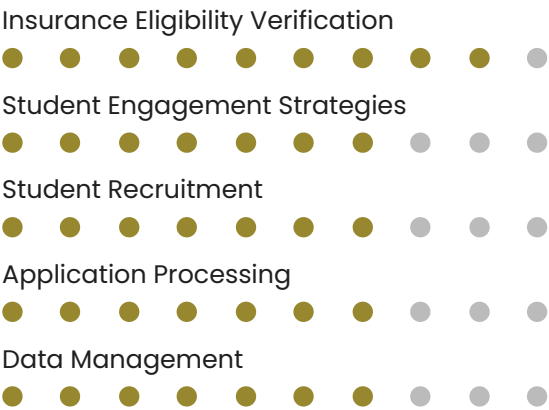 Insurance Eligibility Verification
Student Engagement Strategies
Student Recruitment
Application Processing
Data Management